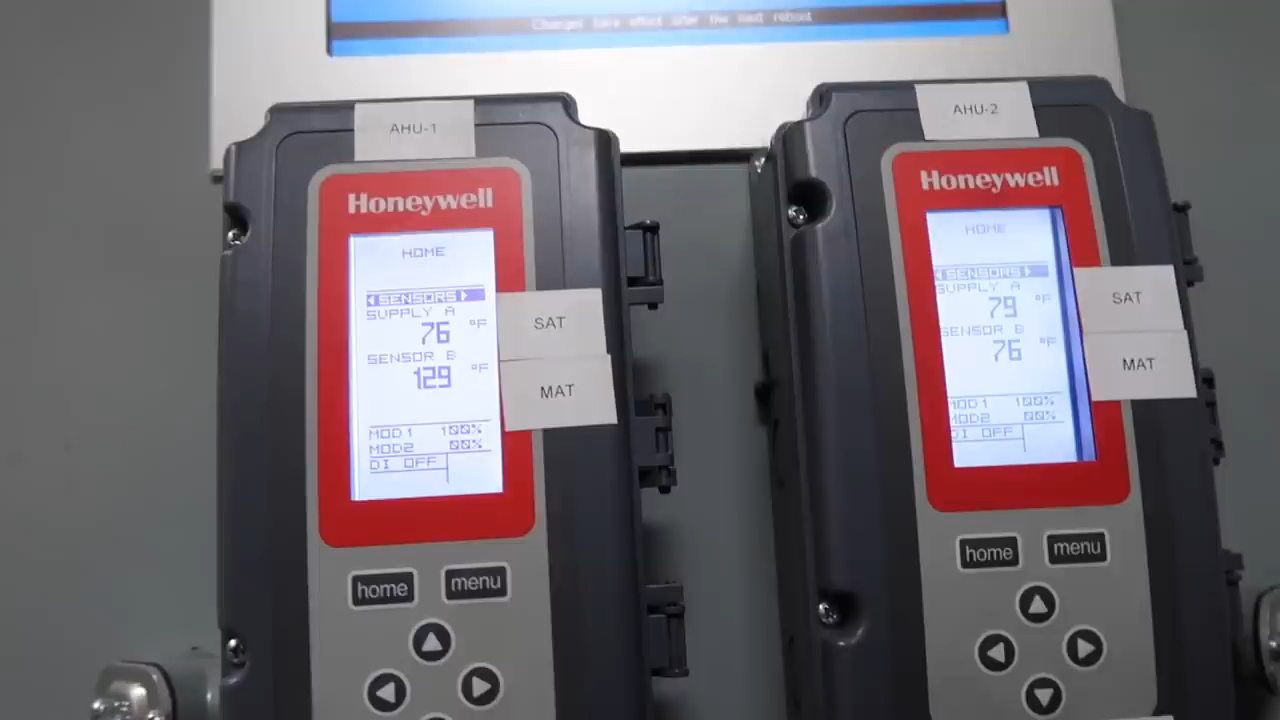 Changes take effect after the next reboot
AHU-1
Honeywell
HOME
SENSORS
SUPPLY A
76 °F
SENSOR B
129 °F
MOD1 100%
MOD2 00%
DI OFF
SAT
MAT
home
menu
AHU-2
Honeywell
HOME
SENSORS
SUPPLY A
79 °F
SENSOR B
76 °F
MOD1 100%
MOD2 00%
DI OFF
SAT
MAT
home
menu